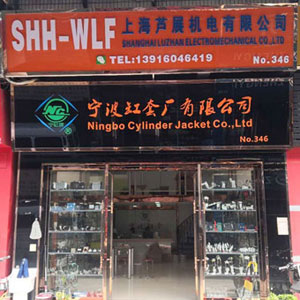 SHH-WLF 上海芦展机电有限公司
SHANGHAI LUZHAN ELECTROMECHANICAL CO.,LTD
TEL:13916046419 No.346
宁波缸套厂有限公司
Ningbo Cylinder Jacket Co., Ltd
No.346